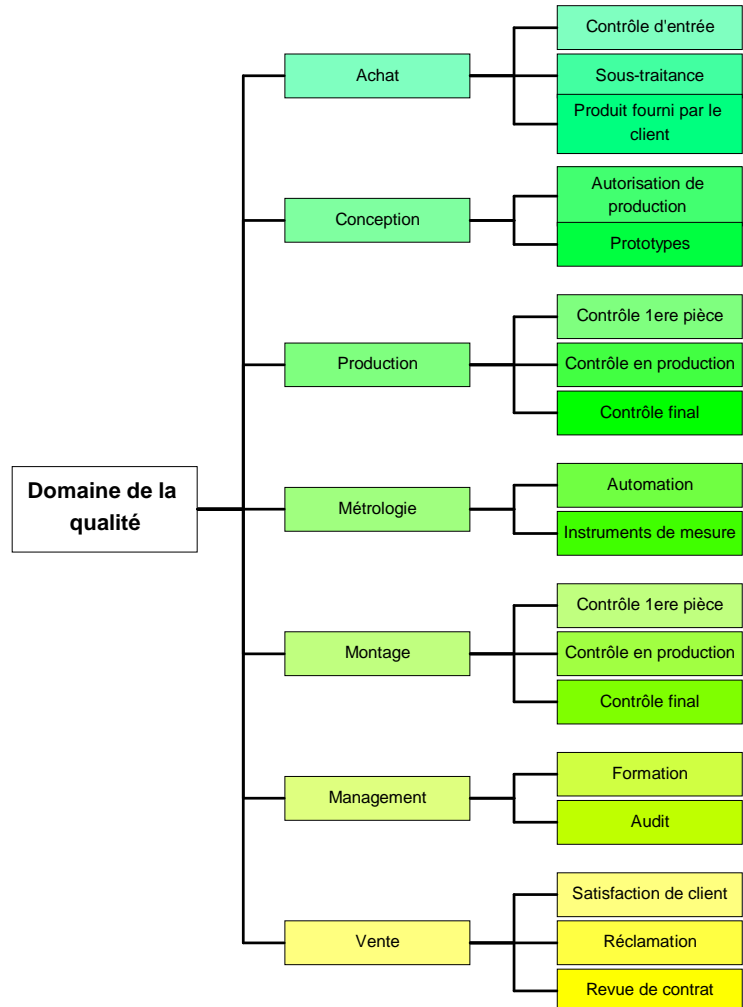 Domaine de la
qualité
Achat
Contrôle d'entrée
Sous-traitance
Produit fourni par le
client
Conception
Autorisation de
production
Prototypes
Production
Contrôle 1ere pièce
Contrôle en production
Contrôle final
Métrologie
Automation
Instruments de mesure
Montage
Contrôle 1ere pièce
Contrôle en production
Contrôle final
Management
Formation
Audit
Vente
Satisfaction de client
Réclamation
Revue de contrat